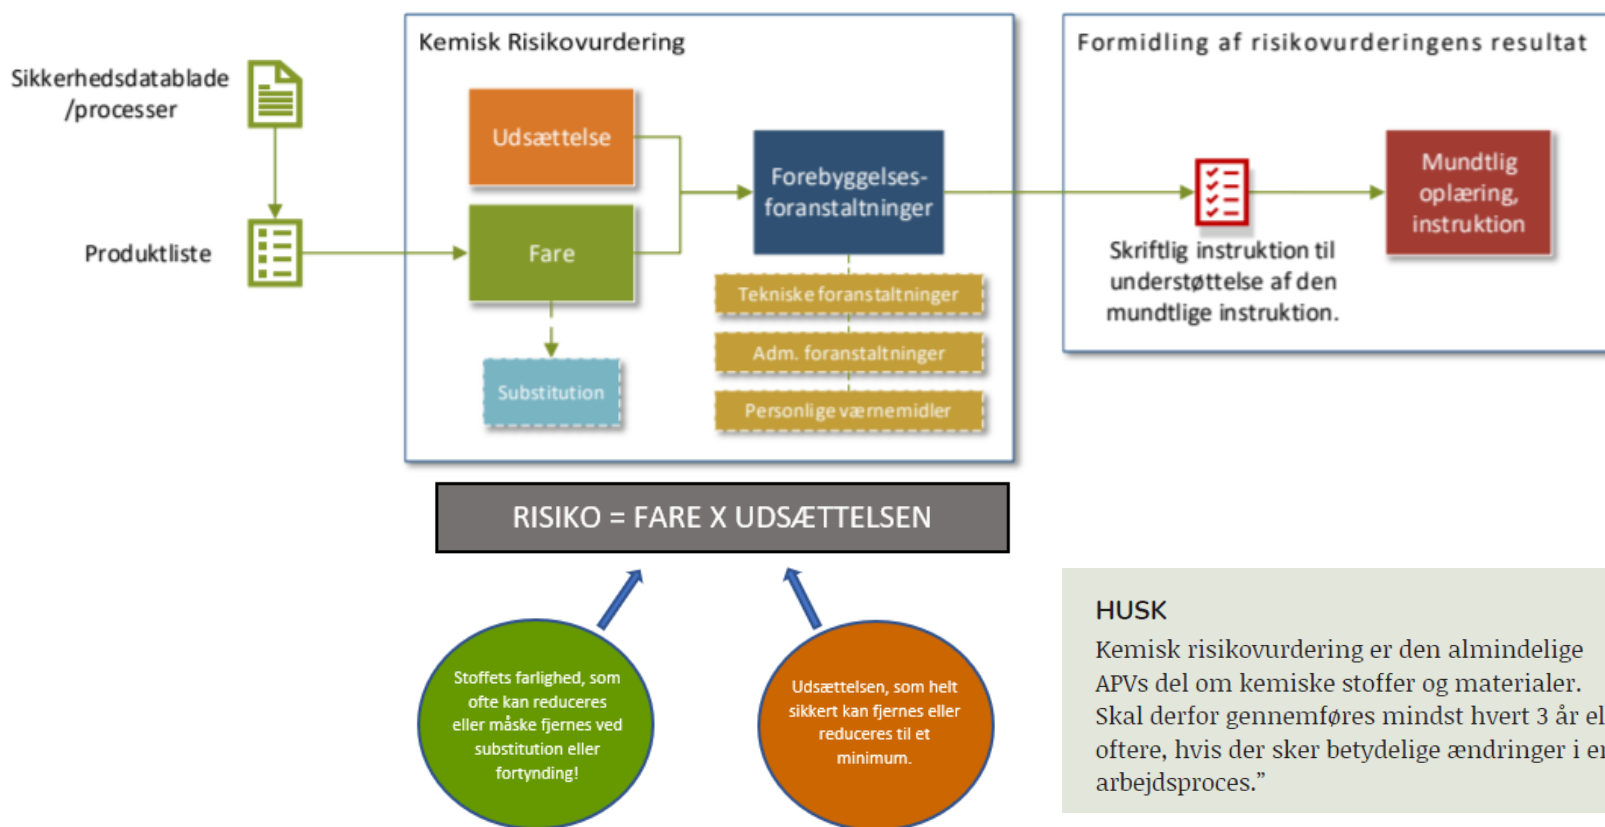 Sikkerhedsdatablade
/processer
Produktliste
Kemisk Risikovurdering
Udsættelse
Fare
Substitution
Forebyggelses-
foranstaltninger
Tekniske foranstaltninger
Adm. foranstaltninger
Personlige værnemidler
Formidling af risikovurderingens resultat
Skriftlig instruktion til
understøttelse af den
mundtlige instruktion.
Mundtlig
oplæring,
instruktion
RISIKO = FARE X UDSÆTTELSEN
Stoffets farlighed, som
ofte kan reduceres
eller måske fjernes ved
substitution eller
fortynding!
Udsættelsen, som helt
sikkert kan fjernes eller
reduceres til et
minimum.
HUSK
Kemisk risikovurdering er den almindelige
APVs del om kemiske stoffer og materialer.
Skal derfor gennemføres mindst hvert 3 år
oftere, hvis der sker betydelige ændringer i
arbejdsproces.”